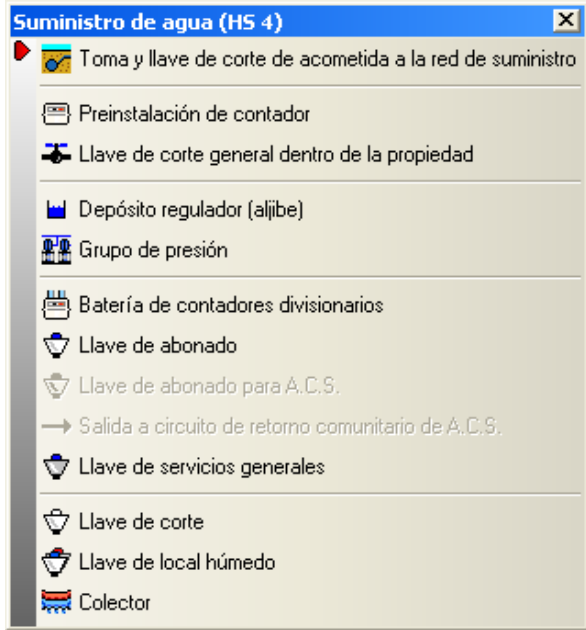 Suministro de agua (HS 4)
Toma y llave de corte de acometida a la red de suministro
Preinstalación de contador
Llave de corte general dentro de la propiedad
Depósito regulador (aljibe)
Grupo de presión
Batería de contadores divisionarios
Llave de abonado
Llave de abonado para A.C.S.
Salida a circuito de retorno comunitario de A.C.S.
Llave de servicios generales
Llave de corte
Llave de local húmedo
Colector